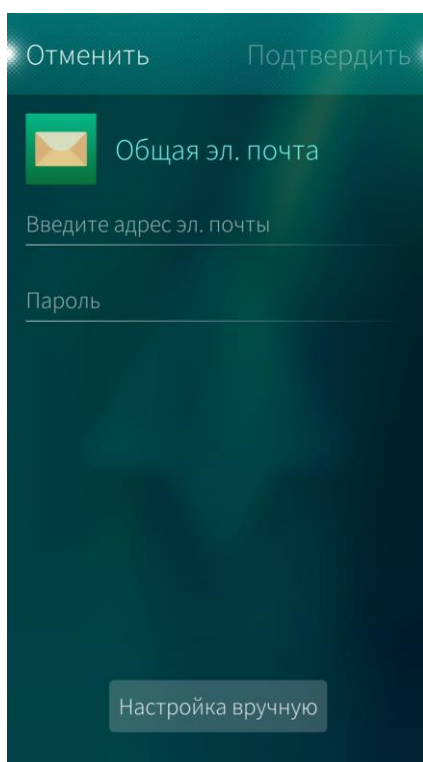 Отменить Подтвердить
Общая эл. почта
Введите адрес эл. почты
Пароль
Настройка вручную